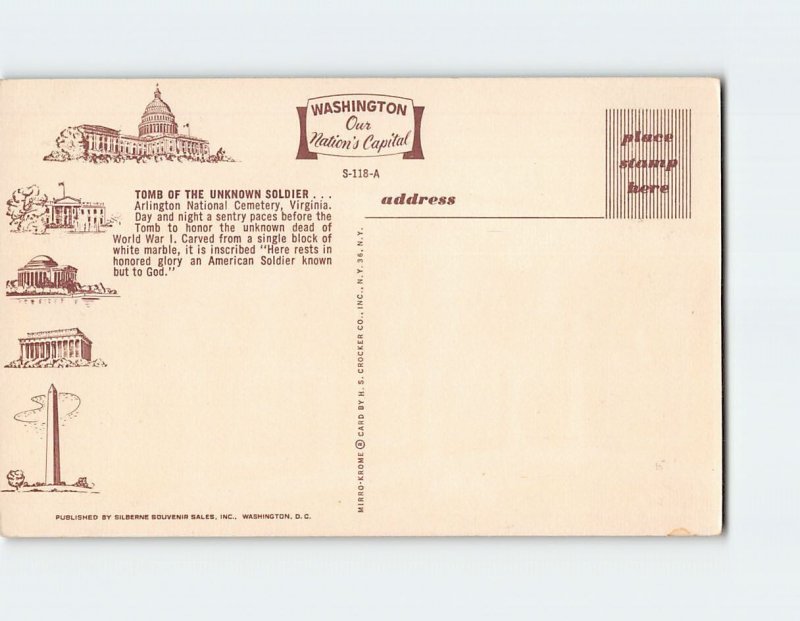 WASHINGTON
Our
Nation's Capital
S-118-A
place
stamp
here
address
TOMB OF THE UNKNOWN SOLDIER . . .
Arlington National Cemetery, Virginia.
Day and night a sentry paces before the
Tomb to honor the unknown dead of
World War I. Carved from a single block of
white marble, it is inscribed "Here rests in
honored glory an American Soldier known
but to God."
MIRRO-KROME ® CARD BY H. S. CROCKER CO., INC., N.Y. 36, N.Y.
PUBLISHED BY SILBERNE SOUVENIR SALES, INC., WASHINGTON, D. C.